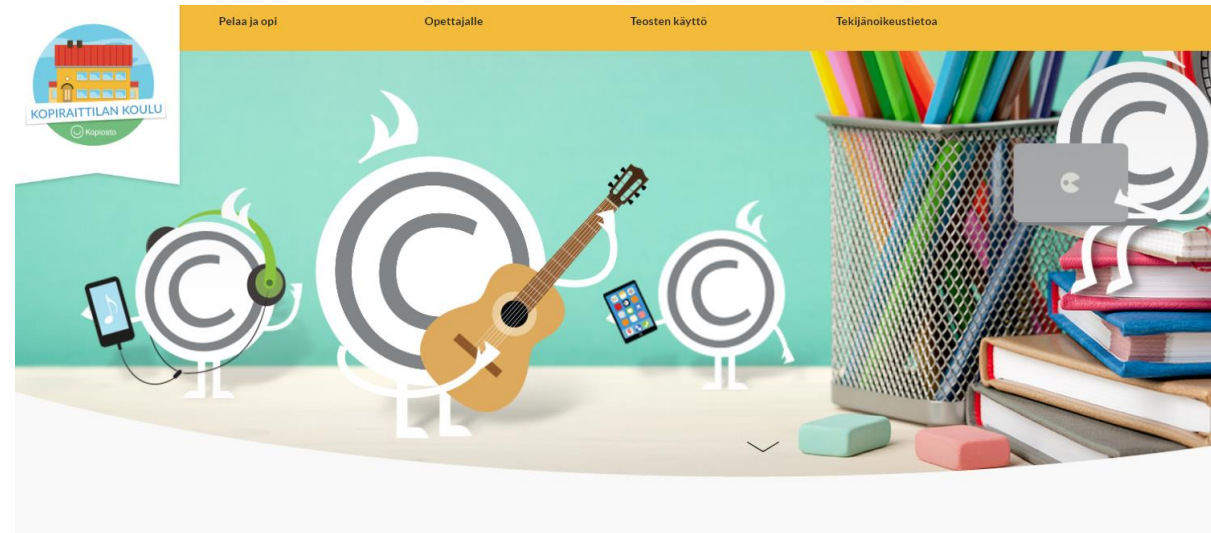 Pelaa ja opi
Opettajalle
Teosten käyttö
Tekijänoikeustietoa
KOPIRAITTILAN KOULU
Kopiosto